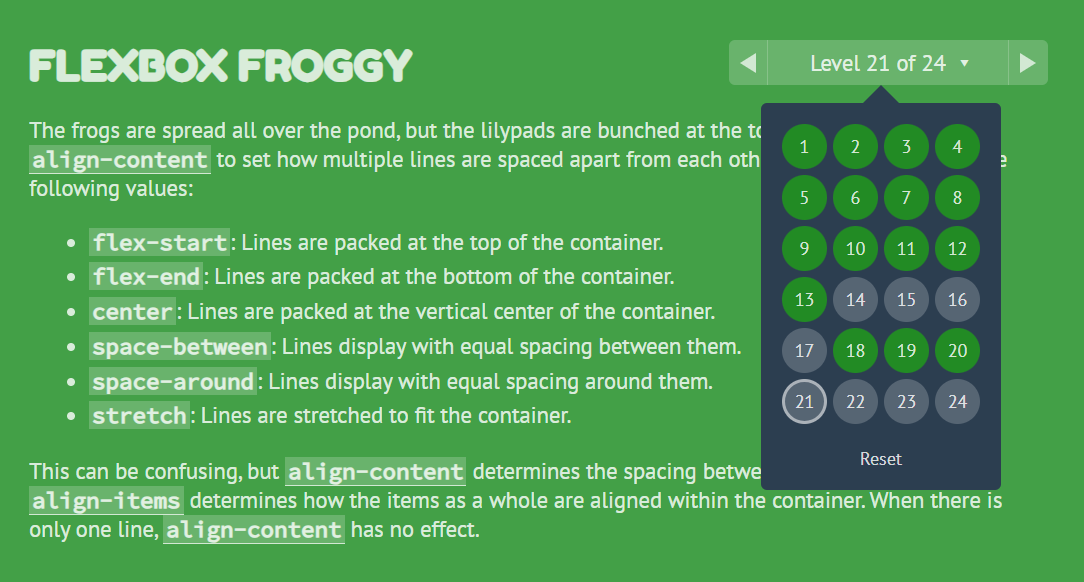 FLEXBOX FROGGY
Level 21 of 24
The frogs are spread all over the pond, but the lilypads are bunched at the
align-content to set how multiple lines are spaced apart from each
following values:
flex-start: Lines are packed at the top of the container.
flex-end: Lines are packed at the bottom of the container.
center: Lines are packed at the vertical center of the container.
space-between: Lines display with equal spacing between them.
space-around: Lines display with equal spacing around them.
stretch: Lines are stretched to fit the container.
This can be confusing, but align-content determines the spacing
align-items determines how the items as a whole are aligned within the container. When there is
only one line, align-content has no effect.
1 2 3 4
5 6 7 8
9 10 11 12
13 14 15 16
17 18 19 20
21 22 23 24
Reset